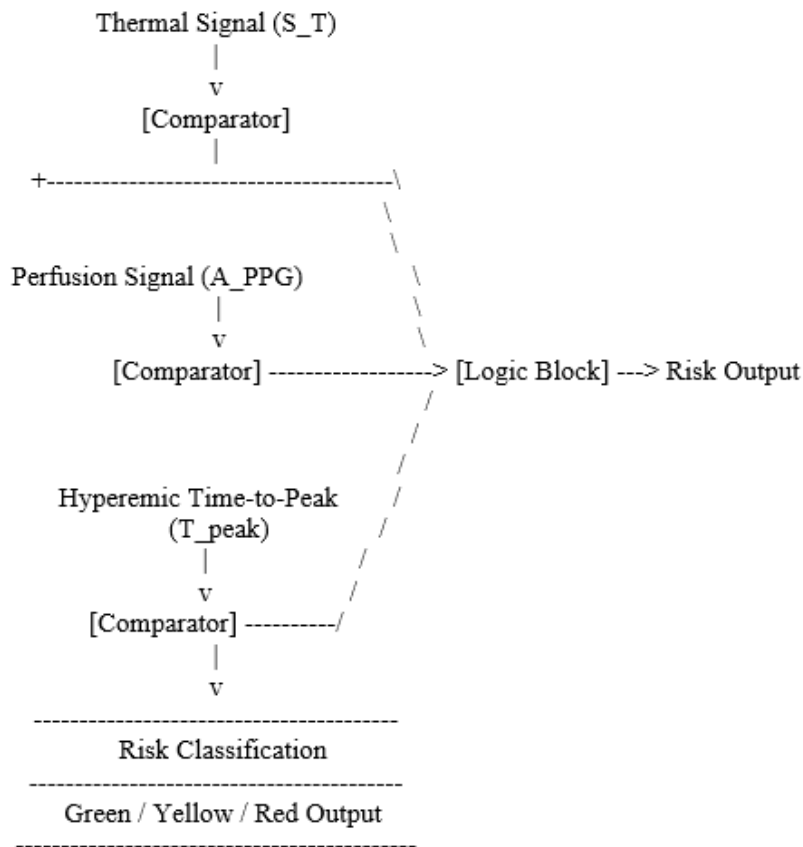 Thermal Signal (S_T)
|
v
[Comparator]
|
+---------------------------------------\
\
\
\
Perfusion Signal (A_PPG)
|
v
[Comparator] ------------------> [Logic Block] ---> Risk Output
/
/
/
Hyperemic Time-to-Peak
(T_peak)
|
v
[Comparator] ----------/
|
v
----------------------------------------
Risk Classification
-----------------------------------------
Green / Yellow / Red Output
--------------------------------------------